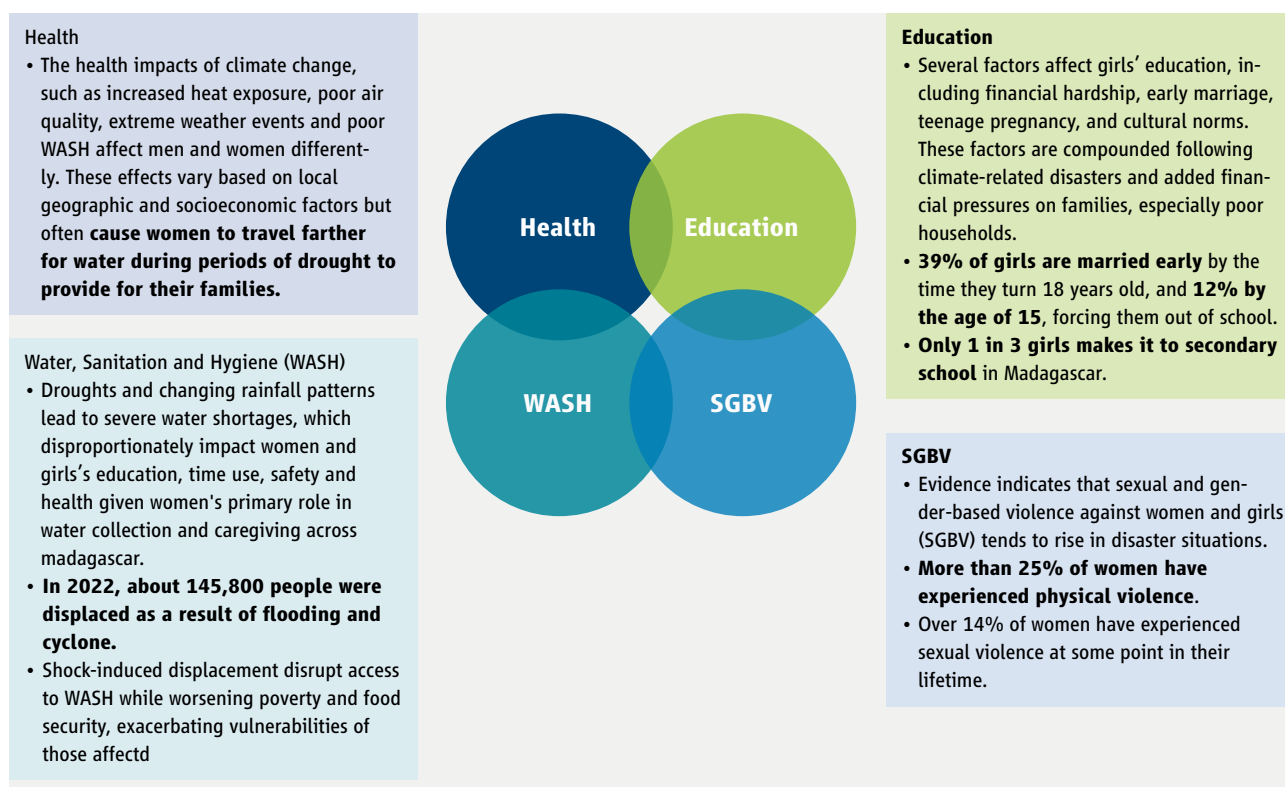 Health
• The health impacts of climate change,
such as increased heat exposure, poor air
quality, extreme weather events and poor
WASH affect men and women different-
ly. These effects vary based on local
geographic and socioeconomic factors but
often cause women to travel farther
for water during periods of drought to
provide for their families.
Water, Sanitation and Hygiene (WASH)
• Droughts and changing rainfall patterns
lead to severe water shortages, which
disproportionately impact women and
girls's education, time use, safety and
health given women's primary role in
water collection and caregiving across
madagascar.
• In 2022, about 145,800 people were
displaced as a result of flooding and
cyclone.
• Shock-induced displacement disrupt access
to WASH while worsening poverty and food
security, exacerbating vulnerabilities of
those affectd
Health
Education
WASH
SGBV
Education
• Several factors affect girls' education, in-
cluding financial hardship, early marriage,
teenage pregnancy, and cultural norms.
These factors are compounded following
climate-related disasters and added finan-
cial pressures on families, especially poor
households.
• 39% of girls are married early by the
time they turn 18 years old, and 12% by
the age of 15, forcing them out of school.
• Only 1 in 3 girls makes it to secondary
school in Madagascar.
SGBV
• Evidence indicates that sexual and gen-
der-based violence against women and girls
(SGBV) tends to rise in disaster situations.
• More than 25% of women have
experienced physical violence.
• Over 14% of women have experienced
sexual violence at some point in their
lifetime.